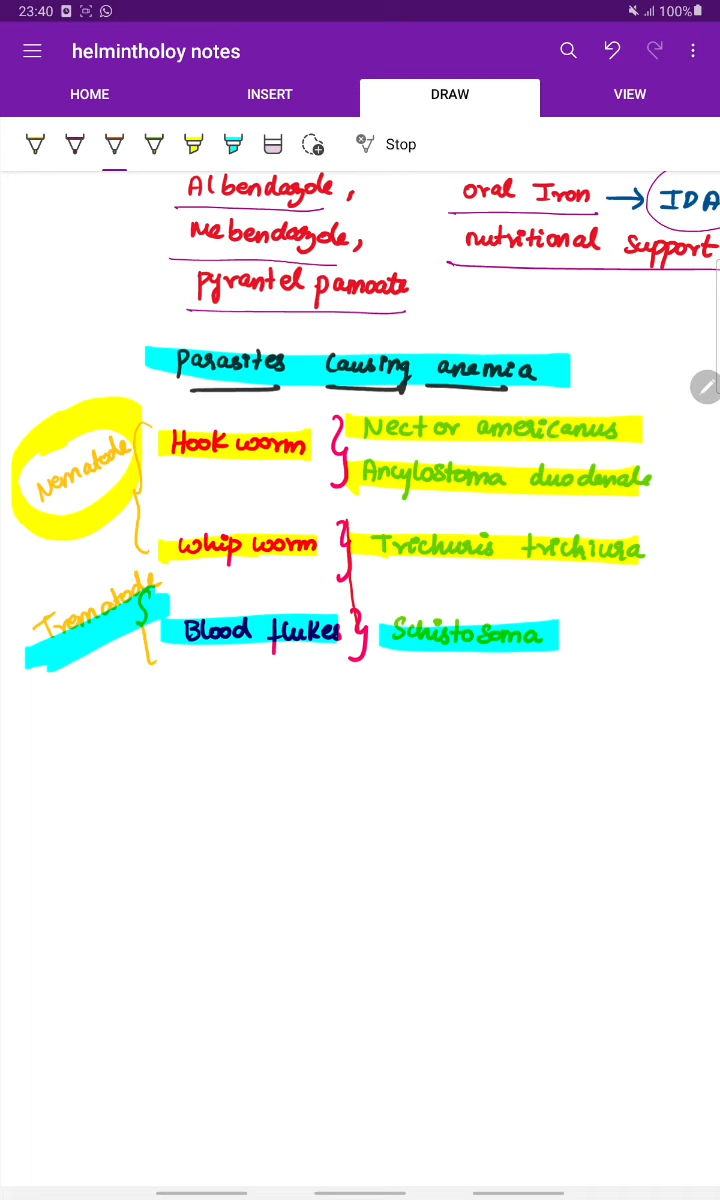 23:40 100%
helmintholoy notes
HOME INSERT DRAW VIEW
Stop
Albendazole, oral Iron → IDA
Mebendazole, nutritional support
pyrantel pamoate
Parasites causing anemia
Nematode
Hook worm } Nector americanus
Ancylostoma duodenale
whip worm } Trichuris trichiura
Trematode
Blood flukes } Schistosoma